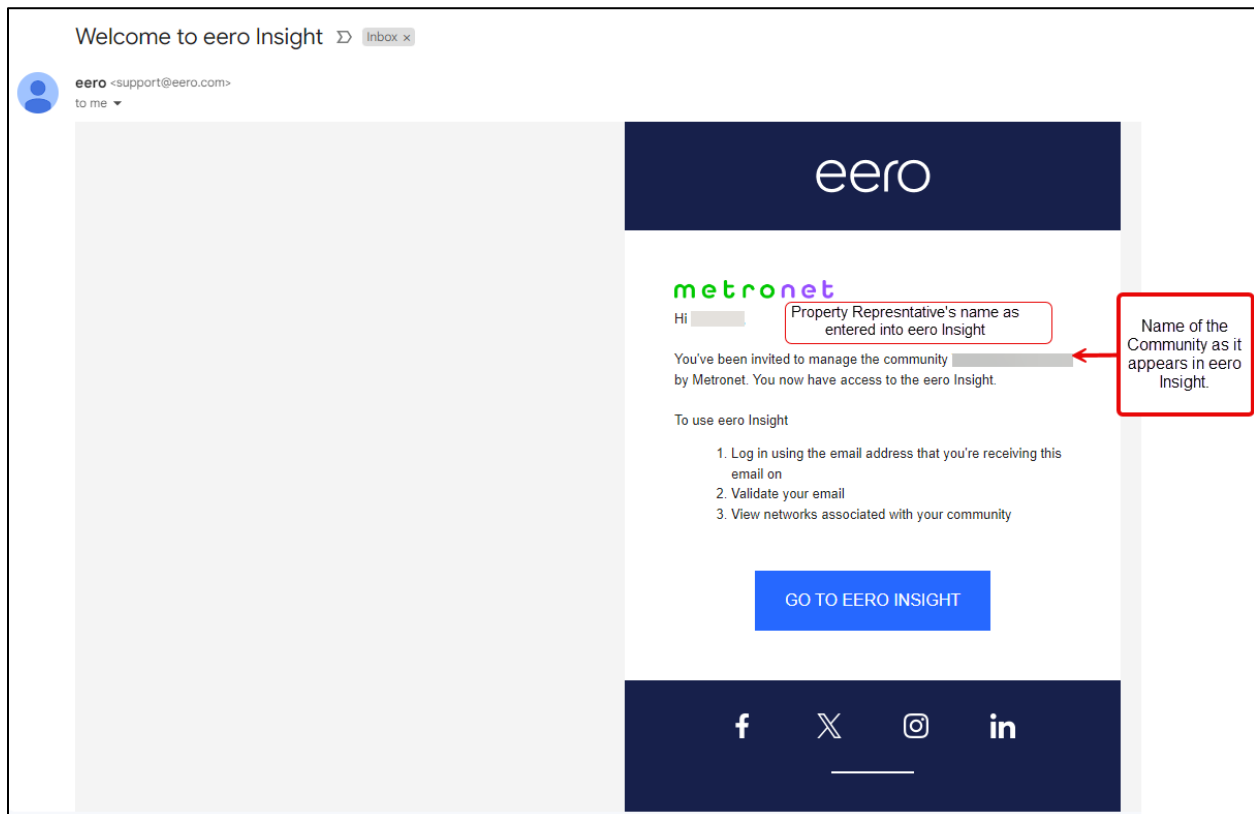 Welcome to eero Insight Inbox ×
eero <support@eero.com>
to me
eero
metronet
Hi
Property Represntative's name as
entered into eero Insight
You've been invited to manage the community
by Metronet. You now have access to the eero Insight.
Name of the
Community as it
appears in eero
Insight.
To use eero Insight
1. Log in using the email address that you're receiving this
email on
2. Validate your email
3. View networks associated with your community
GO TO EERO INSIGHT
f X in